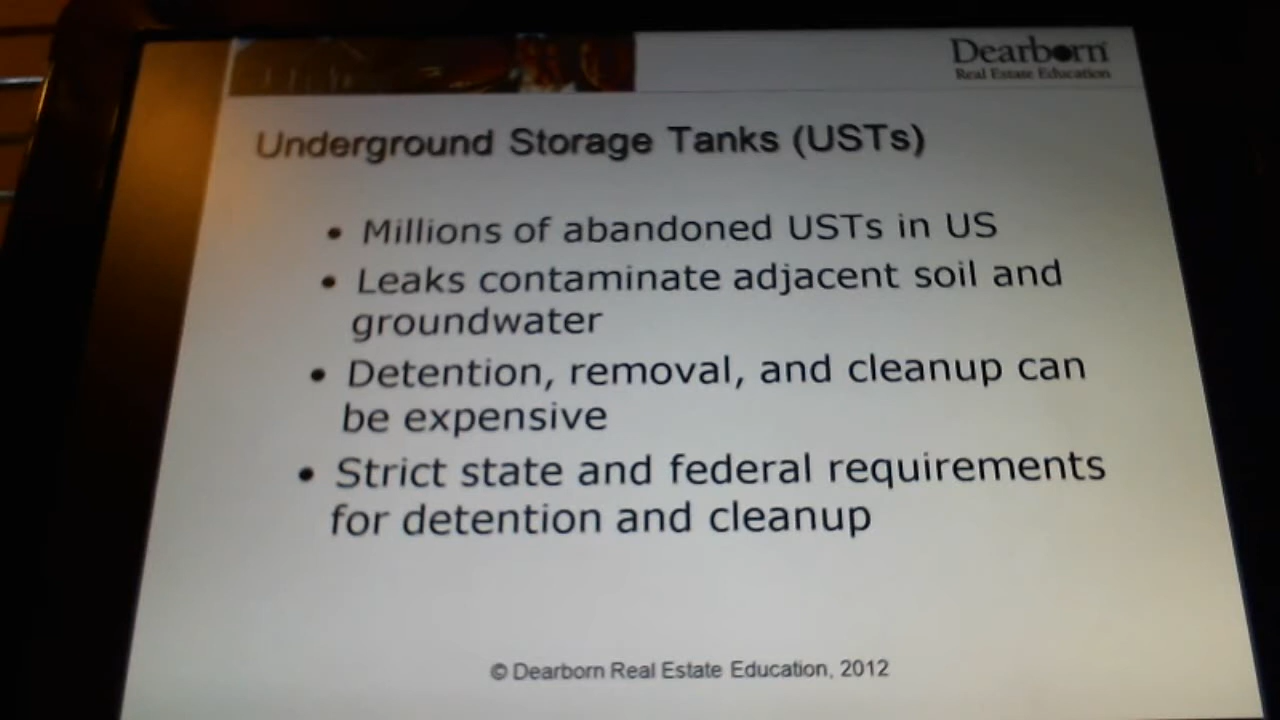 Dearborn
Real Estate Education
Underground Storage Tanks (USTs)
• Millions of abandoned USTs in US
• Leaks contaminate adjacent soil and
groundwater
• Detention, removal, and cleanup can
be expensive
• Strict state and federal requirements
for detention and cleanup
© Dearborn Real Estate Education, 2012